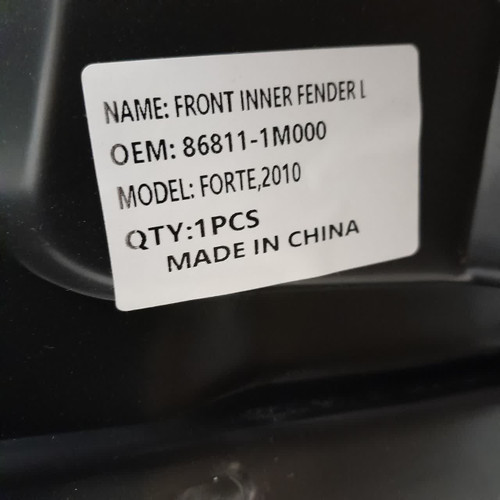 NAME: FRONT INNER FENDER L
OEM: 86811-1M000
MODEL: FORTE,2010
QTY:1PCS
MADE IN CHINA